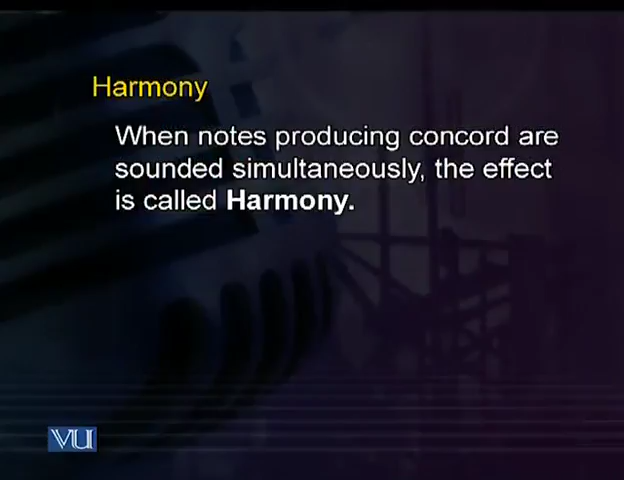 Harmony
When notes producing concord are
sounded simultaneously, the effect
is called Harmony.
VU